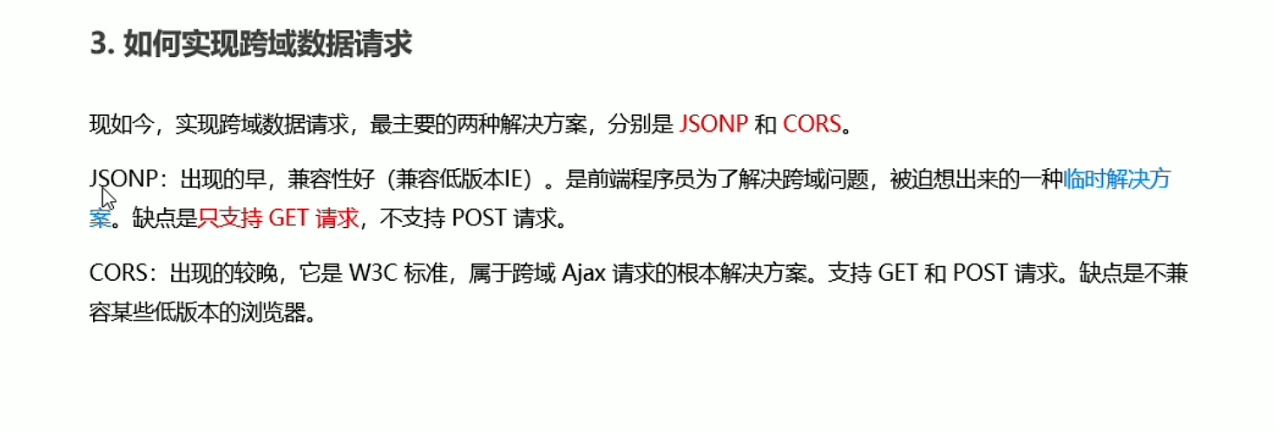 3. 如何实现跨域数据请求
现如今，实现跨域数据请求，最主要的两种解决方案，分别是 JSONP 和 CORS。
JSONP：出现的早，兼容性好（兼容低版本IE）。是前端程序员为了解决跨域问题，被迫想出来的一种临时解决方
案。缺点是只支持 GET 请求，不支持 POST 请求。
CORS：出现的较晚，它是 W3C 标准，属于跨域 Ajax 请求的根本解决方案。支持 GET 和 POST 请求。缺点是不兼
容某些低版本的浏览器。